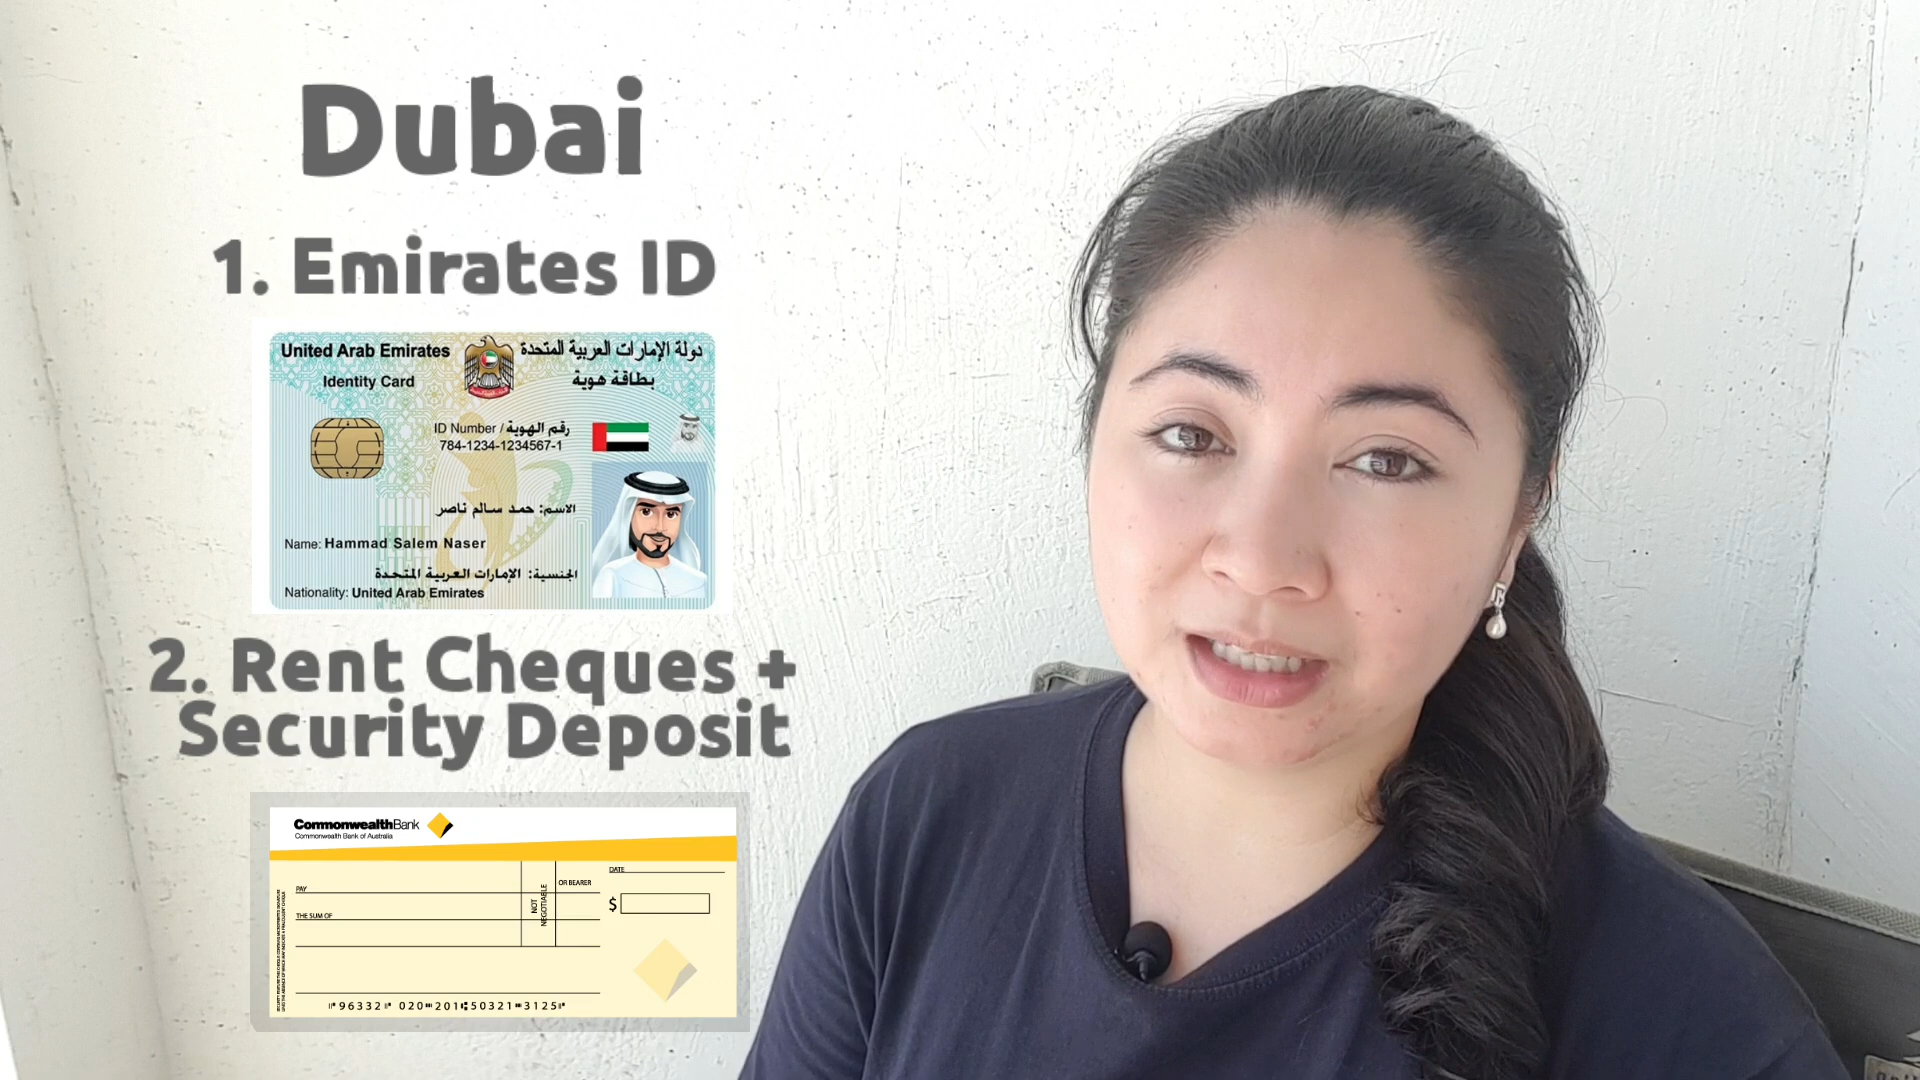 Dubai
1. Emirates ID
United Arab Emirates
دولة الإمارات العربية المتحدة
Identity Card
بطاقة هوية
ID Number / رقم الهوية
784-1234-1234567-1
الاسم: حمد سالم ناصر
Name: Hammad Salem Naser
الجنسية: الإمارات العربية المتحدة
Nationality: United Arab Emirates
2. Rent Cheques +
Security Deposit
CommonwealthBank
Commonwealth Bank of Australia
DATE
PAY
NOT NEGOTIABLE
OR BEARER
$
THE SUM OF
96332 020 201 50321 3125